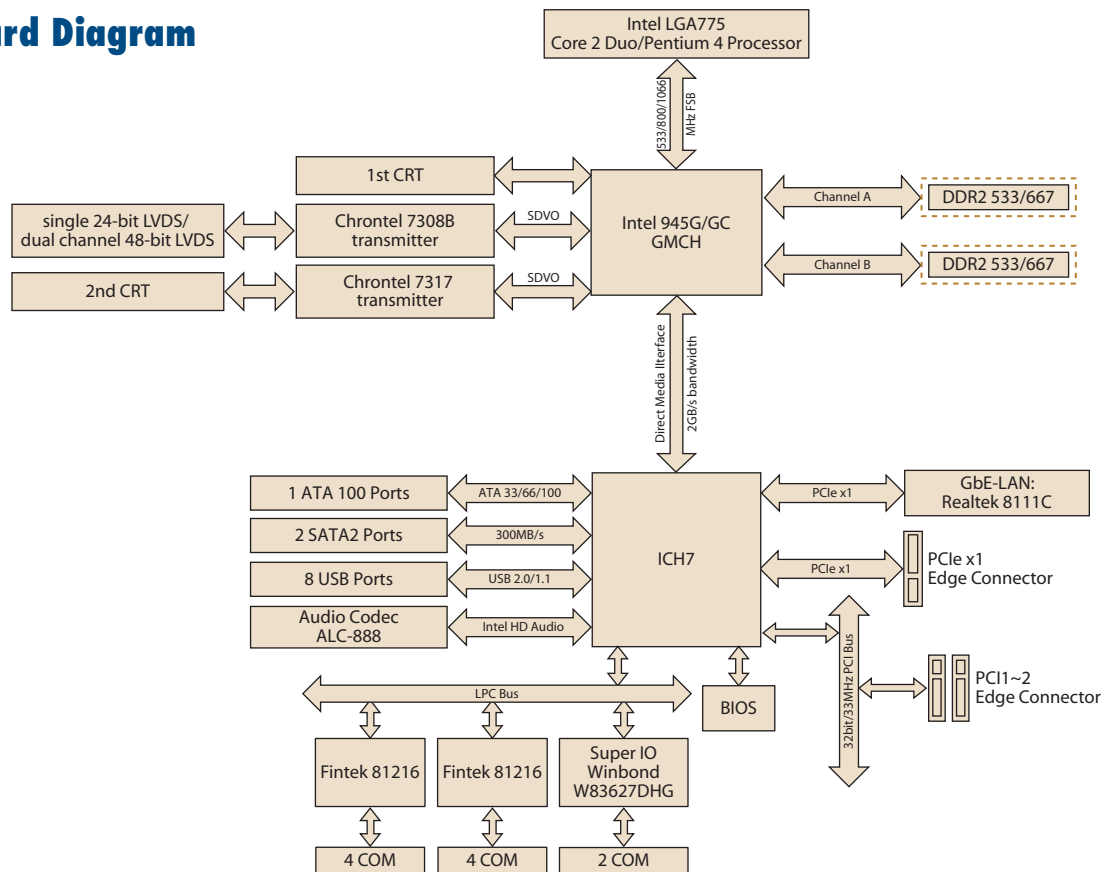 ard Diagram
Intel LGA775
Core 2 Duo/Pentium 4 Processor
533/800/1066
MHz FSB
1st CRT
single 24-bit LVDS/
dual channel 48-bit LVDS
Chrontel 7308B
transmitter
SDVO
2nd CRT
Chrontel 7317
transmitter
SDVO
Intel 945G/GC
GMCH
Channel A
DDR2 533/667
Channel B
DDR2 533/667
Direct Media IIterface
2GB/s bandwidth
1 ATA 100 Ports
ATA 33/66/100
2 SATA2 Ports
300MB/s
8 USB Ports
USB 2.0/1.1
Audio Codec
ALC-888
Intel HD Audio
ICH7
PCIe x1
GbE-LAN:
Realtek 8111C
PCIe x1
PCIe x1
Edge Connector
32bit/33MHz PCI Bus
PCI1~2
Edge Connector
LPC Bus
BIOS
Fintek 81216
Fintek 81216
Super IO
Winbond
W83627DHG
4 COM
4 COM
2 COM